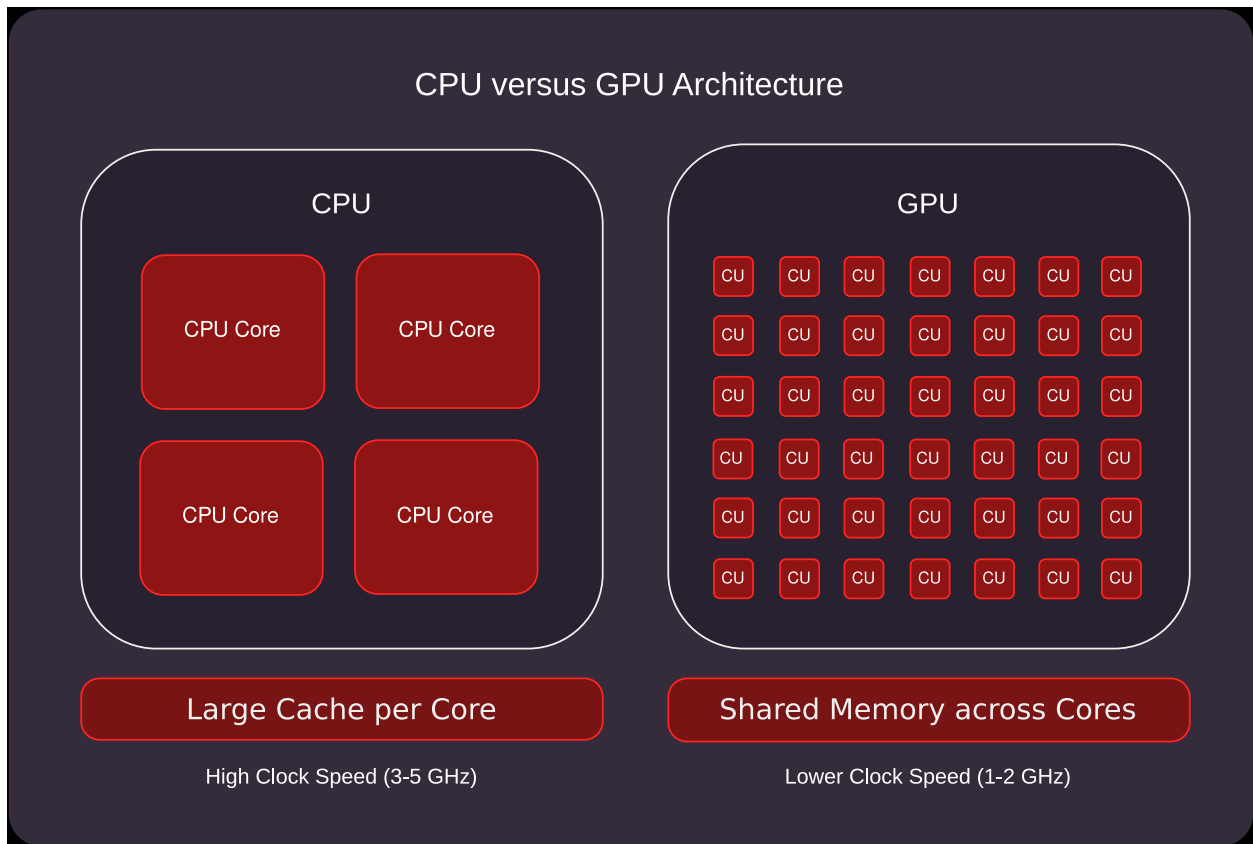 CPU versus GPU Architecture
CPU
CPU Core CPU Core
CPU Core CPU Core
Large Cache per Core
High Clock Speed (3-5 GHz)
GPU
CU CU CU CU CU CU CU
CU CU CU CU CU CU CU
CU CU CU CU CU CU CU
CU CU CU CU CU CU CU
CU CU CU CU CU CU CU
CU CU CU CU CU CU CU
Shared Memory across Cores
Lower Clock Speed (1-2 GHz)